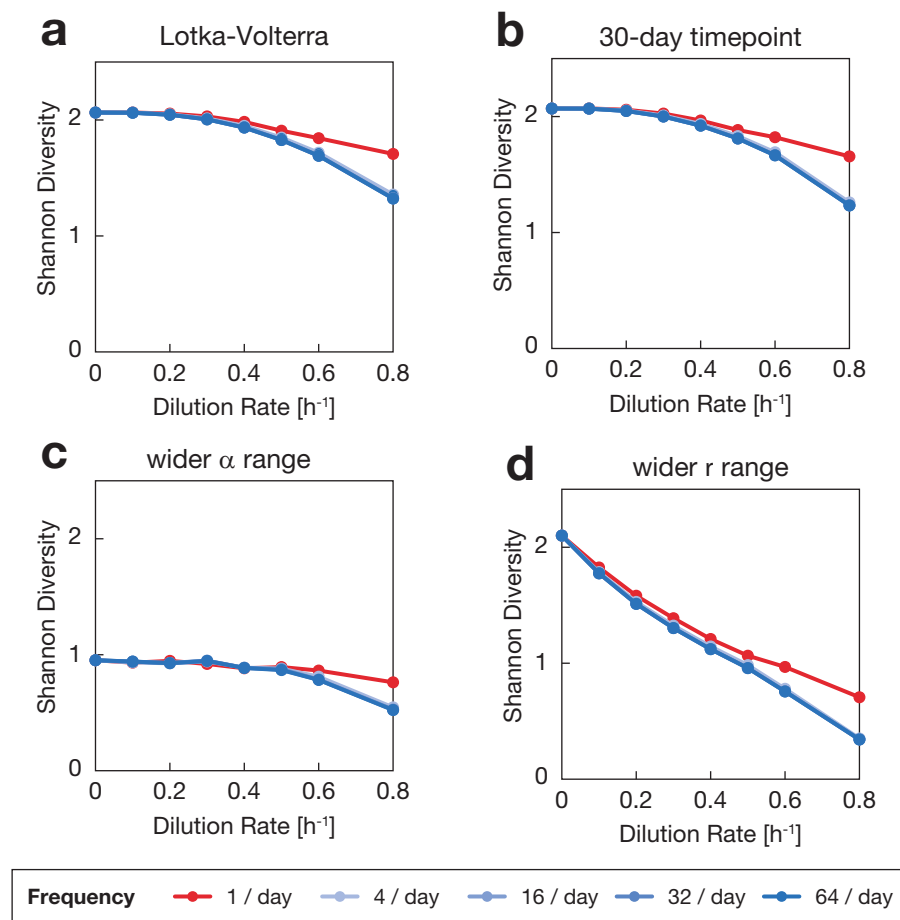 a
Lotka-Volterra
Shannon Diversity
2
1
0
0 0.2 0.4 0.6 0.8
Dilution Rate [h⁻¹]
b
30-day timepoint
Shannon Diversity
2
1
0
0 0.2 0.4 0.6 0.8
Dilution Rate [h⁻¹]
c
wider α range
Shannon Diversity
2
1
0
0 0.2 0.4 0.6 0.8
Dilution Rate [h⁻¹]
d
wider r range
Shannon Diversity
2
1
0
0 0.2 0.4 0.6 0.8
Dilution Rate [h⁻¹]
Frequency 1 / day 4 / day 16 / day 32 / day 64 / day